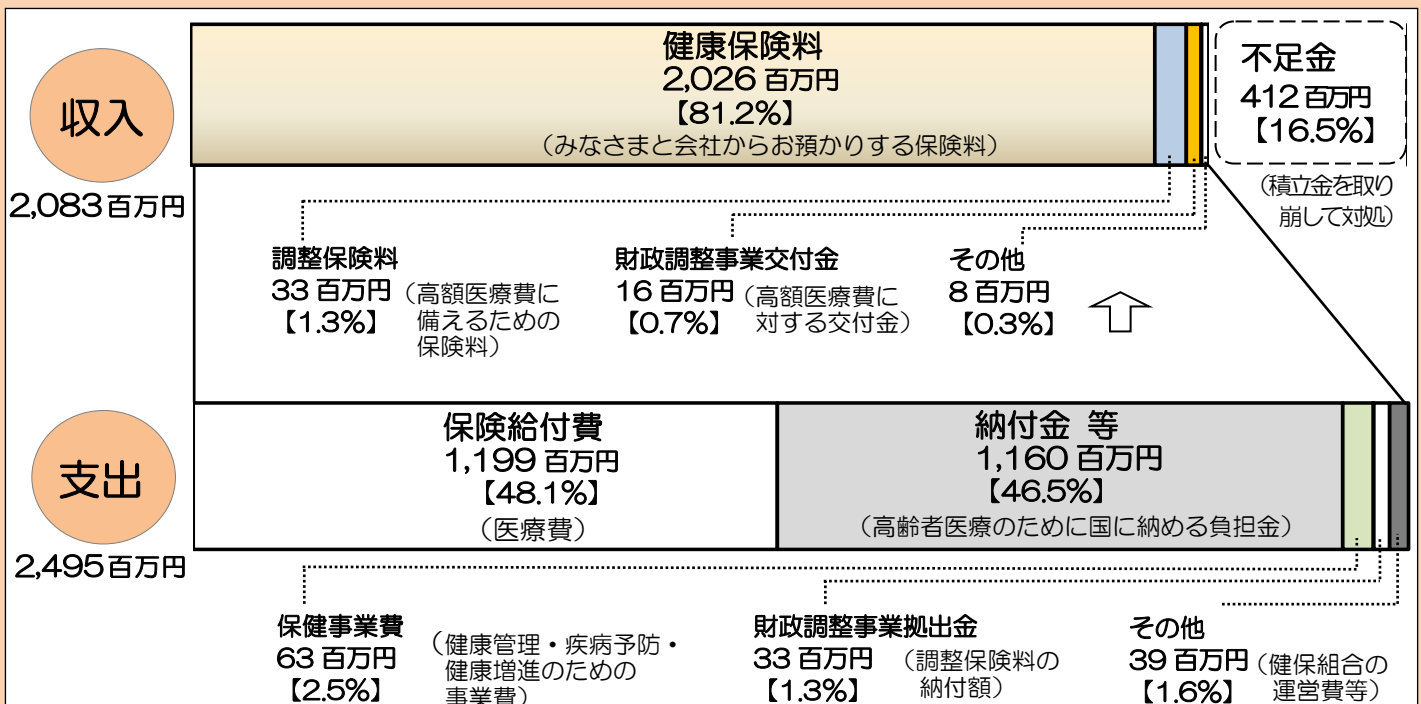 収入
2,083百万円
健康保険料
2,026 百万円
【81.2%】
（みなさまと会社からお預かりする保険料）
不足金
412百万円
【16.5%】
（積立金を取り
崩して対処）
調整保険料
33 百万円
【1.3%】
（高額医療費に
備えるための
保険料）
財政調整事業交付金
16 百万円
【0.7%】
（高額医療費に
対する交付金）
その他
8 百万円
【0.3%】
支出
2,495百万円
保険給付費
1,199 百万円
【48.1%】
（医療費）
納付金 等
1,160 百万円
【46.5%】
（高齢者医療のために国に納める負担金）
保健事業費
63 百万円
【2.5%】
（健康管理・疾病予防・
健康増進のための
事業費）
財政調整事業拠出金
33 百万円
【1.3%】
（調整保険料の
納付額）
その他
39 百万円
【1.6%】
（健保組合の
運営費等）